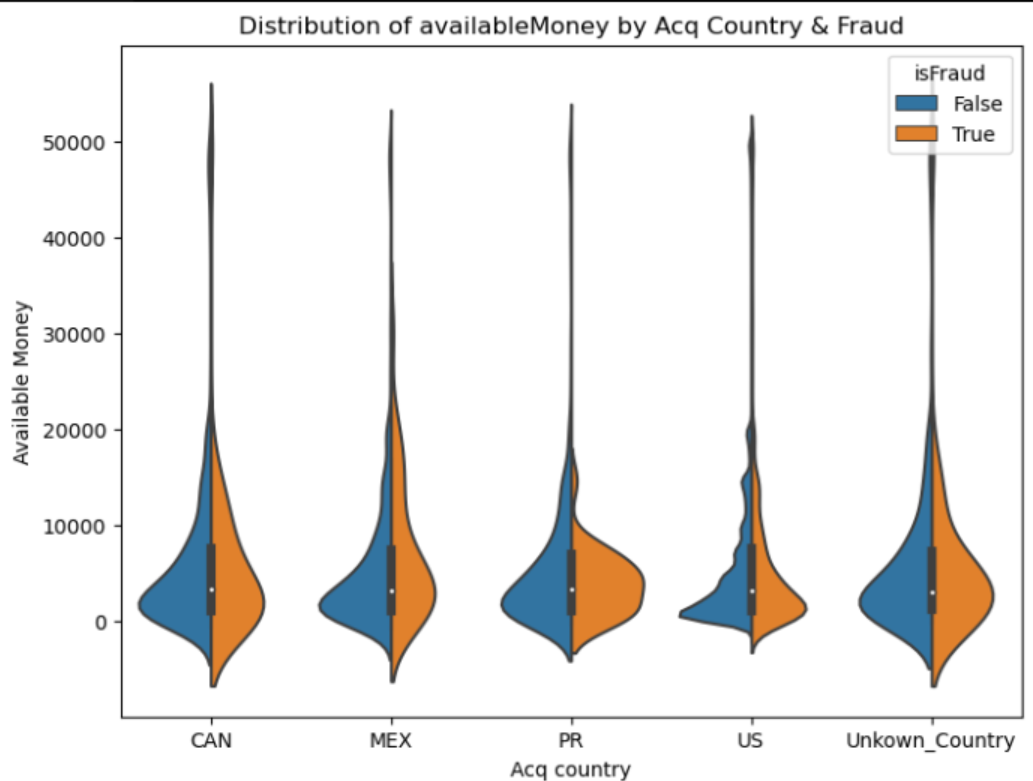 Distribution of availableMoney by Acq Country & Fraud
isFraud
False
True
50000
40000
30000
20000
10000
0
Available Money
CAN
MEX
PR
US
Unkown_Country
Acq country